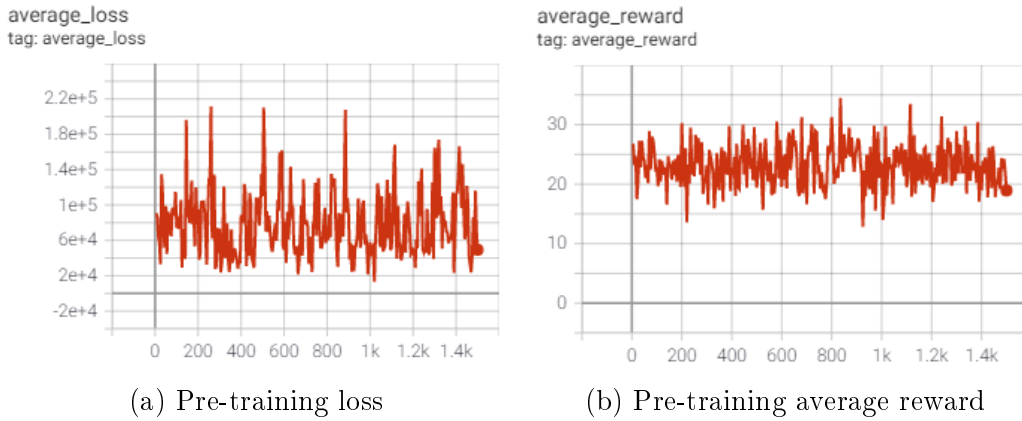 average_loss
tag: average_loss
2.2e+5
1.8e+5
1.4e+5
1e+5
6e+4
2e+4
-2e+4
0 200 400 600 800 1k 1.2k 1.4k
(a) Pre-training loss
average_reward
tag: average_reward
30
20
10
0
0 200 400 600 800 1k 1.2k 1.4k
(b) Pre-training average reward